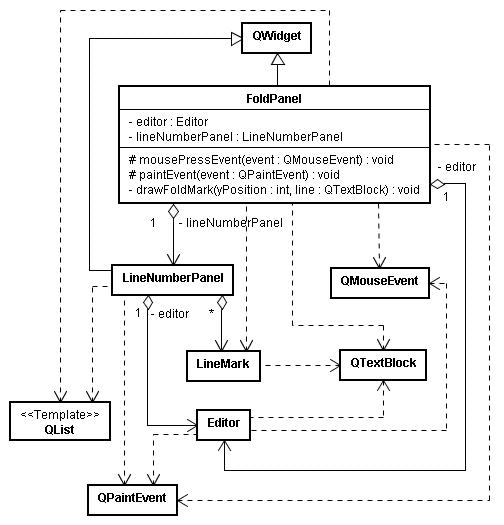 QWidget
FoldPanel
- editor : Editor
- lineNumberPanel : LineNumberPanel
# mousePressEvent(event : QMouseEvent) : void
# paintEvent(event : QPaintEvent) : void
- drawFoldMark(yPosition : int, line : QTextBlock) : void
- editor
1
1
- lineNumberPanel
LineNumberPanel
QMouseEvent
1
- editor
*
LineMark
QTextBlock
<<Template>>
QList
Editor
QPaintEvent